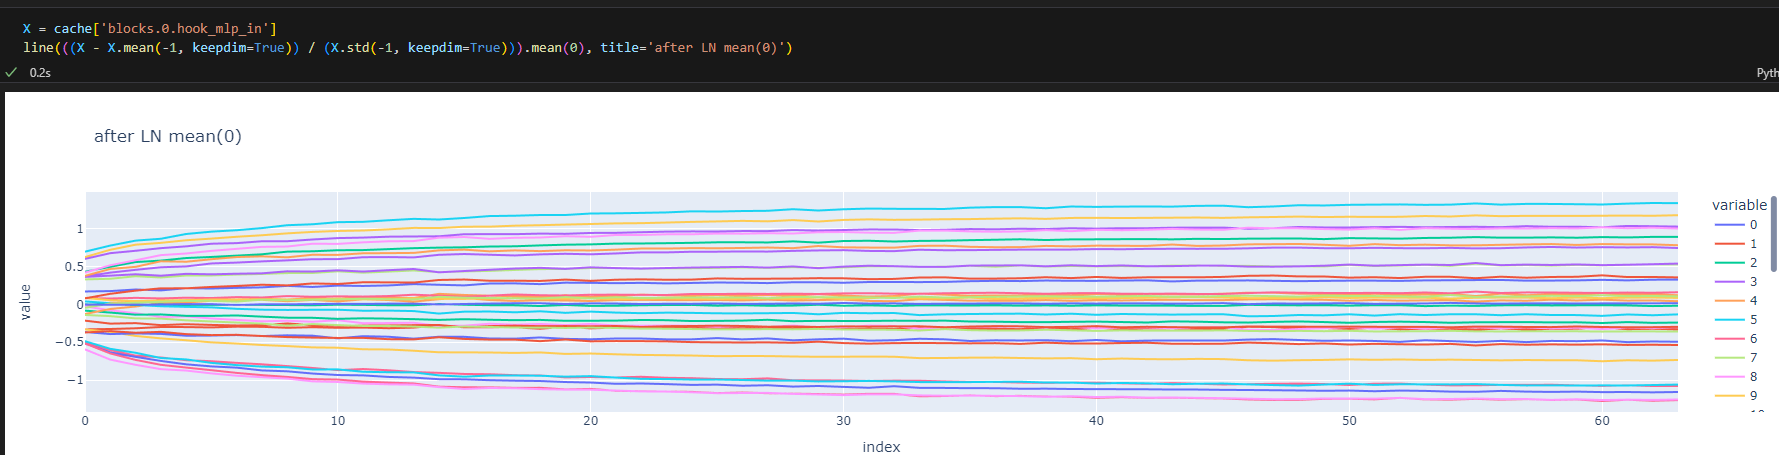 X = cache['blocks.0.hook_mlp_in']
line(((X - X.mean(-1, keepdim=True)) / (X.std(-1, keepdim=True))).mean(0), title='after LN mean(0)')
0.2s
Pyth
after LN mean(0)
variable
0
1
2
3
4
5
6
7
8
9
value
1
0.5
0
−0.5
−1
0 10 20 30 40 50 60
index